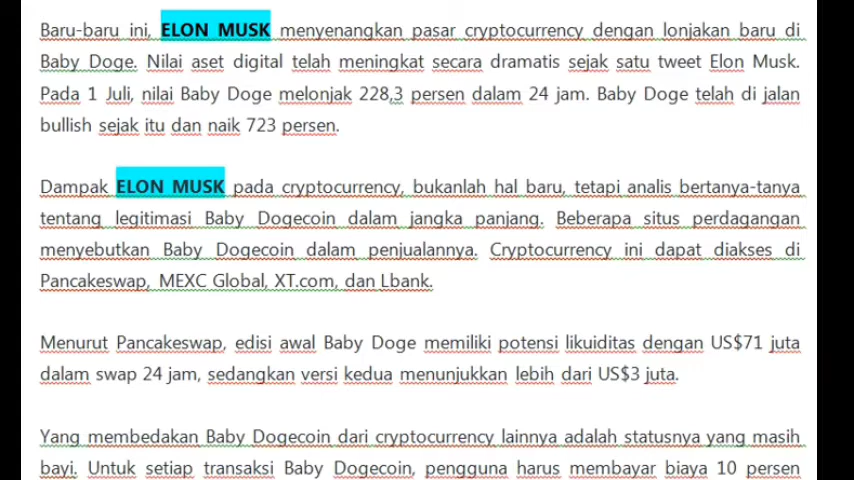 Baru-baru ini, ELON MUSK menyenangkan pasar cryptocurrency dengan lonjakan baru di
Baby Doge. Nilai aset digital telah meningkat secara dramatis sejak satu tweet Elon Musk.
Pada 1 Juli, nilai Baby Doge melonjak 228,3 persen dalam 24 jam. Baby Doge telah di jalan
bullish sejak itu dan naik 723 persen.
Dampak ELON MUSK pada cryptocurrency, bukanlah hal baru, tetapi analis bertanya-tanya
tentang legitimasi Baby Dogecoin dalam jangka panjang. Beberapa situs perdagangan
menyebutkan Baby Dogecoin dalam penjualannya. Cryptocurrency ini dapat diakses di
Pancakeswap, MEXC Global, XT.com, dan Lbank.
Menurut Pancakeswap, edisi awal Baby Doge memiliki potensi likuiditas dengan US$71 juta
dalam swap 24 jam, sedangkan versi kedua menunjukkan lebih dari US$3 juta.
Yang membedakan Baby Dogecoin dari cryptocurrency lainnya adalah statusnya yang masih
bayi. Untuk setiap transaksi Baby Dogecoin, pengguna harus membayar biaya 10 persen